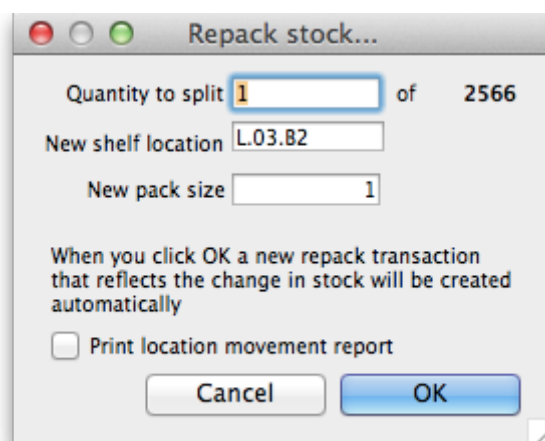 Repack stock...
Quantity to split 1 of 2566
New shelf location L.03.B2
New pack size 1
When you click OK a new repack transaction
that reflects the change in stock will be created
automatically
Print location movement report
Cancel OK